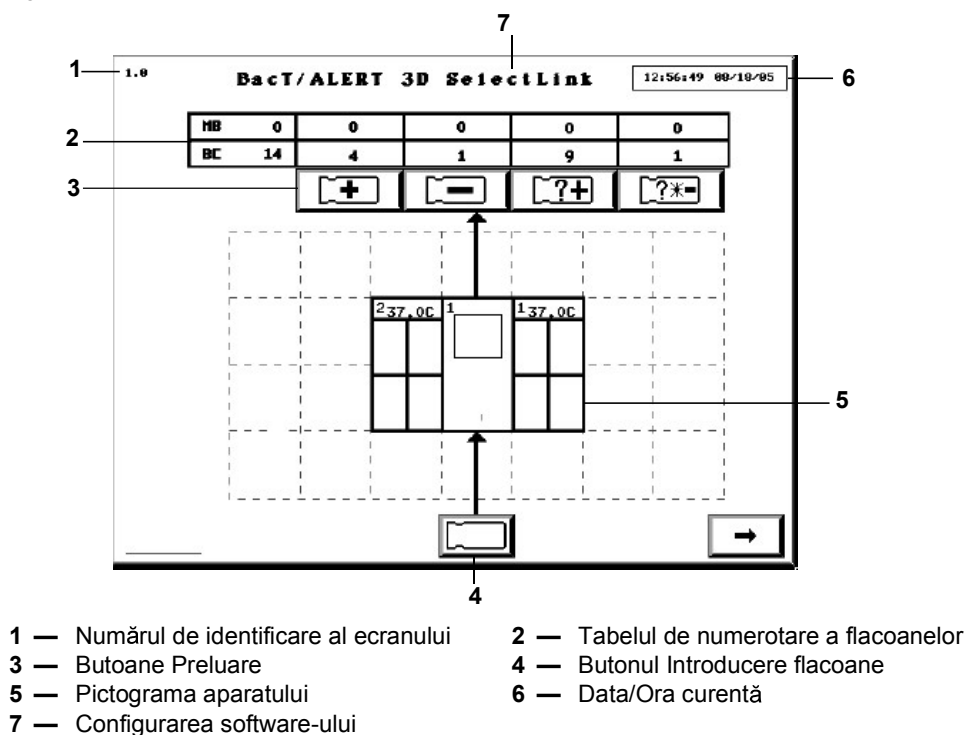 7
1
1.0
BacT/ALERT 3D SelectLink
12:56:49 08/18/05
6
2
MB 0 0 0 0 0
BC 14 4 1 9 1
3
+ − ?+ ?*-
2 37.0C 1 1 37.0C
5
→
4
1 — Numărul de identificare al ecranului 2 — Tabelul de numerotare a flacoanelor
3 — Butoane Preluare 4 — Butonul Introducere flacoane
5 — Pictograma aparatului 6 — Data/Ora curentă
7 — Configurarea software-ului